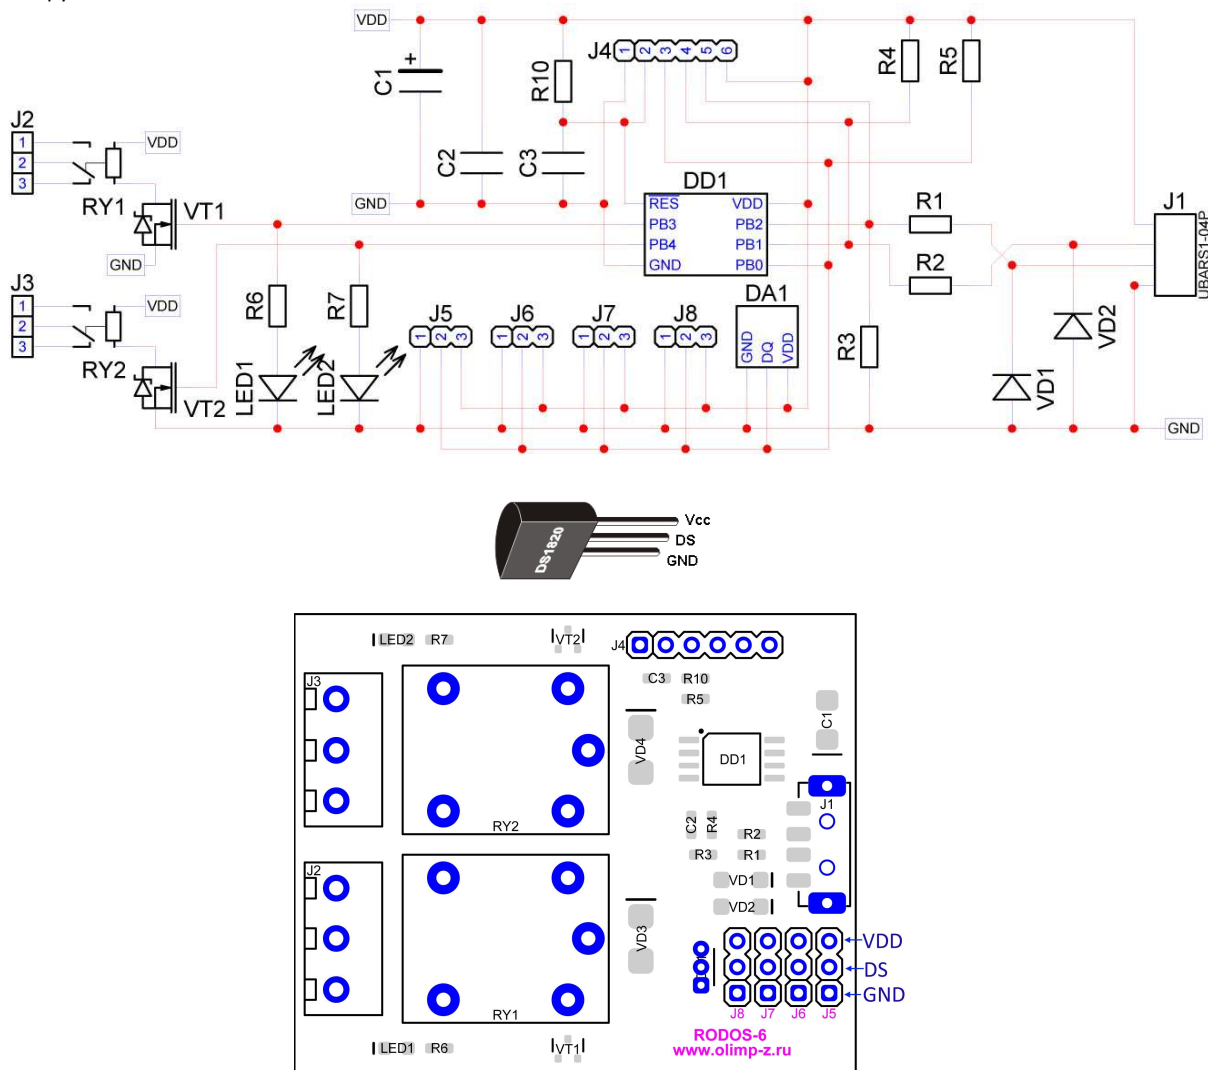 VDD
J4
1 2 3 4 5 6
R4
R5
C1
+
R10
J2
1
2
3
VDD
RY1
VT1
GND
C2
C3
GND
DD1
RES VDD
PB3 PB2
PB4 PB1
GND PB0
R1
R2
J1
UBARS1-04P
J3
1
2
3
VDD
RY2
VT2
R6
R7
LED1
LED2
J5
1 2 3
J6
1 2 3
J7
1 2 3
J8
1 2 3
DA1
GND DQ VDD
R3
VD1
VD2
GND
DS1820
Vcc
DS
GND
LED2 R7
VT2
J4
J3
C3 R10
R5
C1
VD4
DD1
RY2
J1
C2 R4
R2
R3 R1
J2
VD1
VD2
VD3
VDD
DS
GND
RY1
J8 J7 J6 J5
RODOS-6
www.olimp-z.ru
LED1 R6
VT1